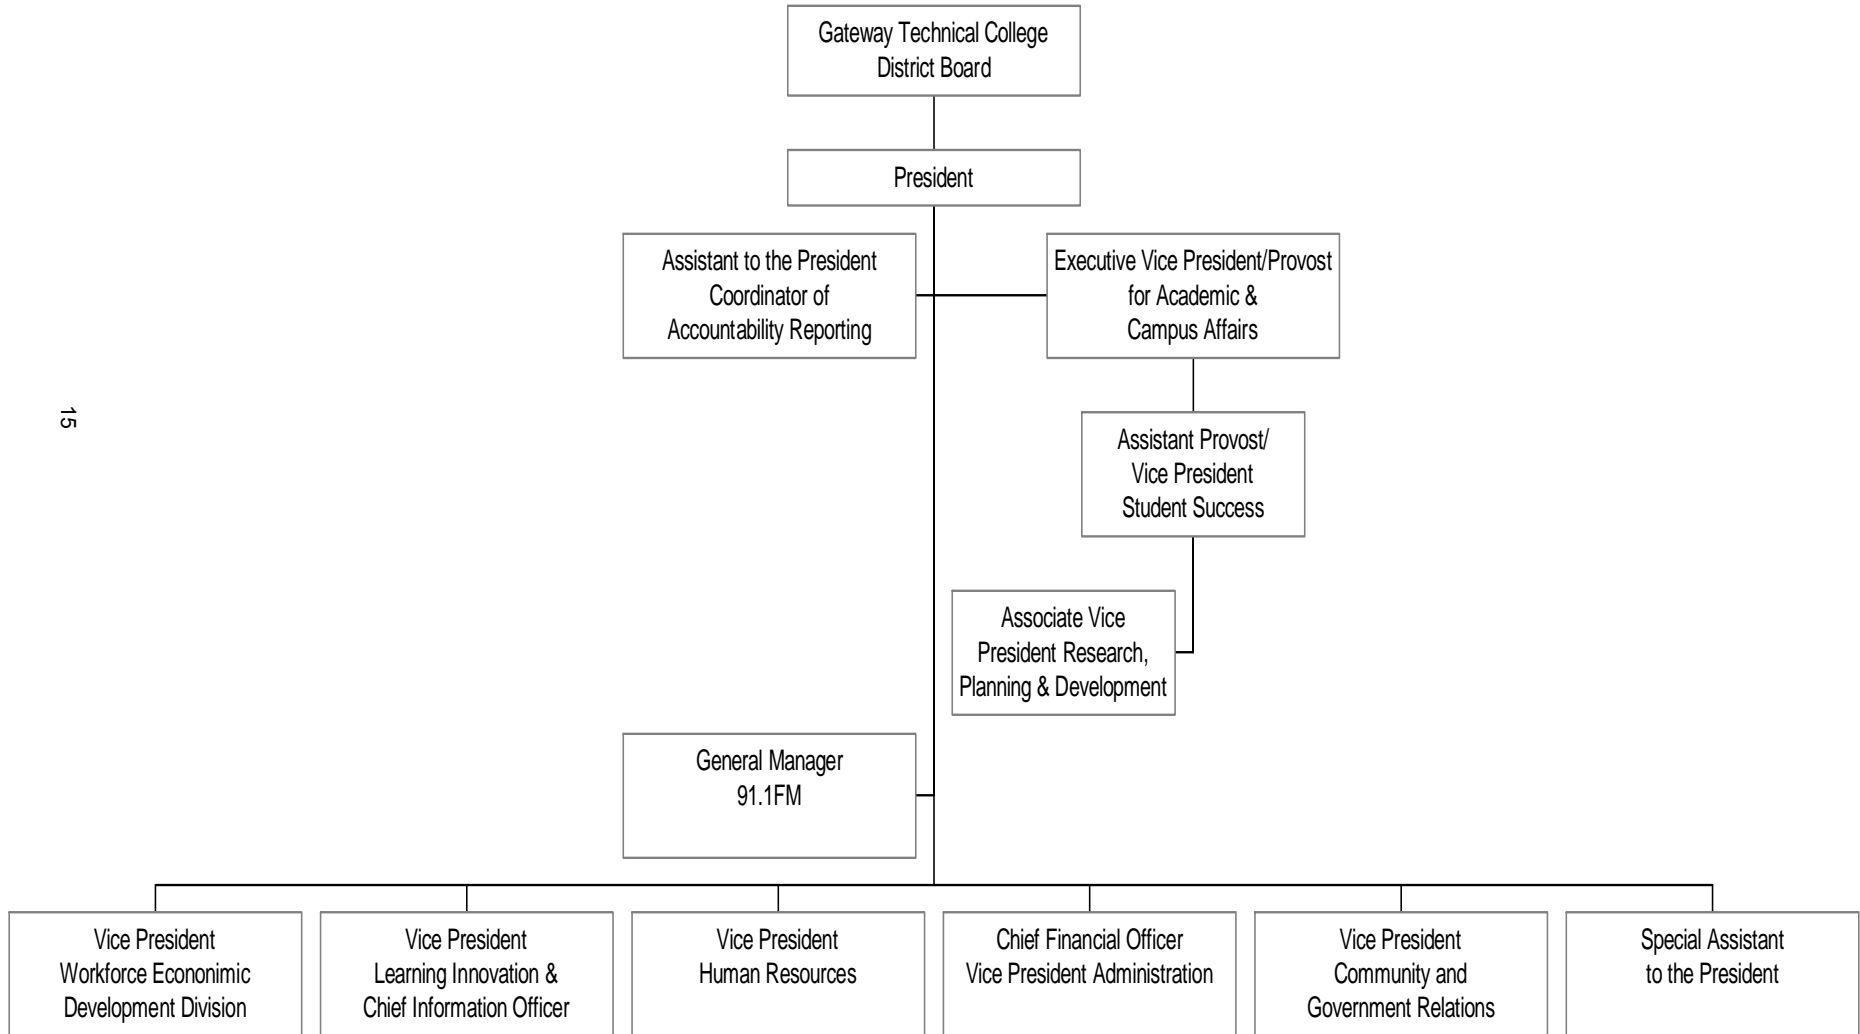 Gateway Technical College
District Board
President
Assistant to the President
Coordinator of
Accountability Reporting
Executive Vice President/Provost
for Academic &
Campus Affairs
15
Assistant Provost/
Vice President
Student Success
Associate Vice
President Research,
Planning & Development
General Manager
91.1FM
Vice President
Workforce Econonimic
Development Division
Vice President
Learning Innovation &
Chief Information Officer
Vice President
Human Resources
Chief Financial Officer
Vice President Administration
Vice President
Community and
Government Relations
Special Assistant
to the President